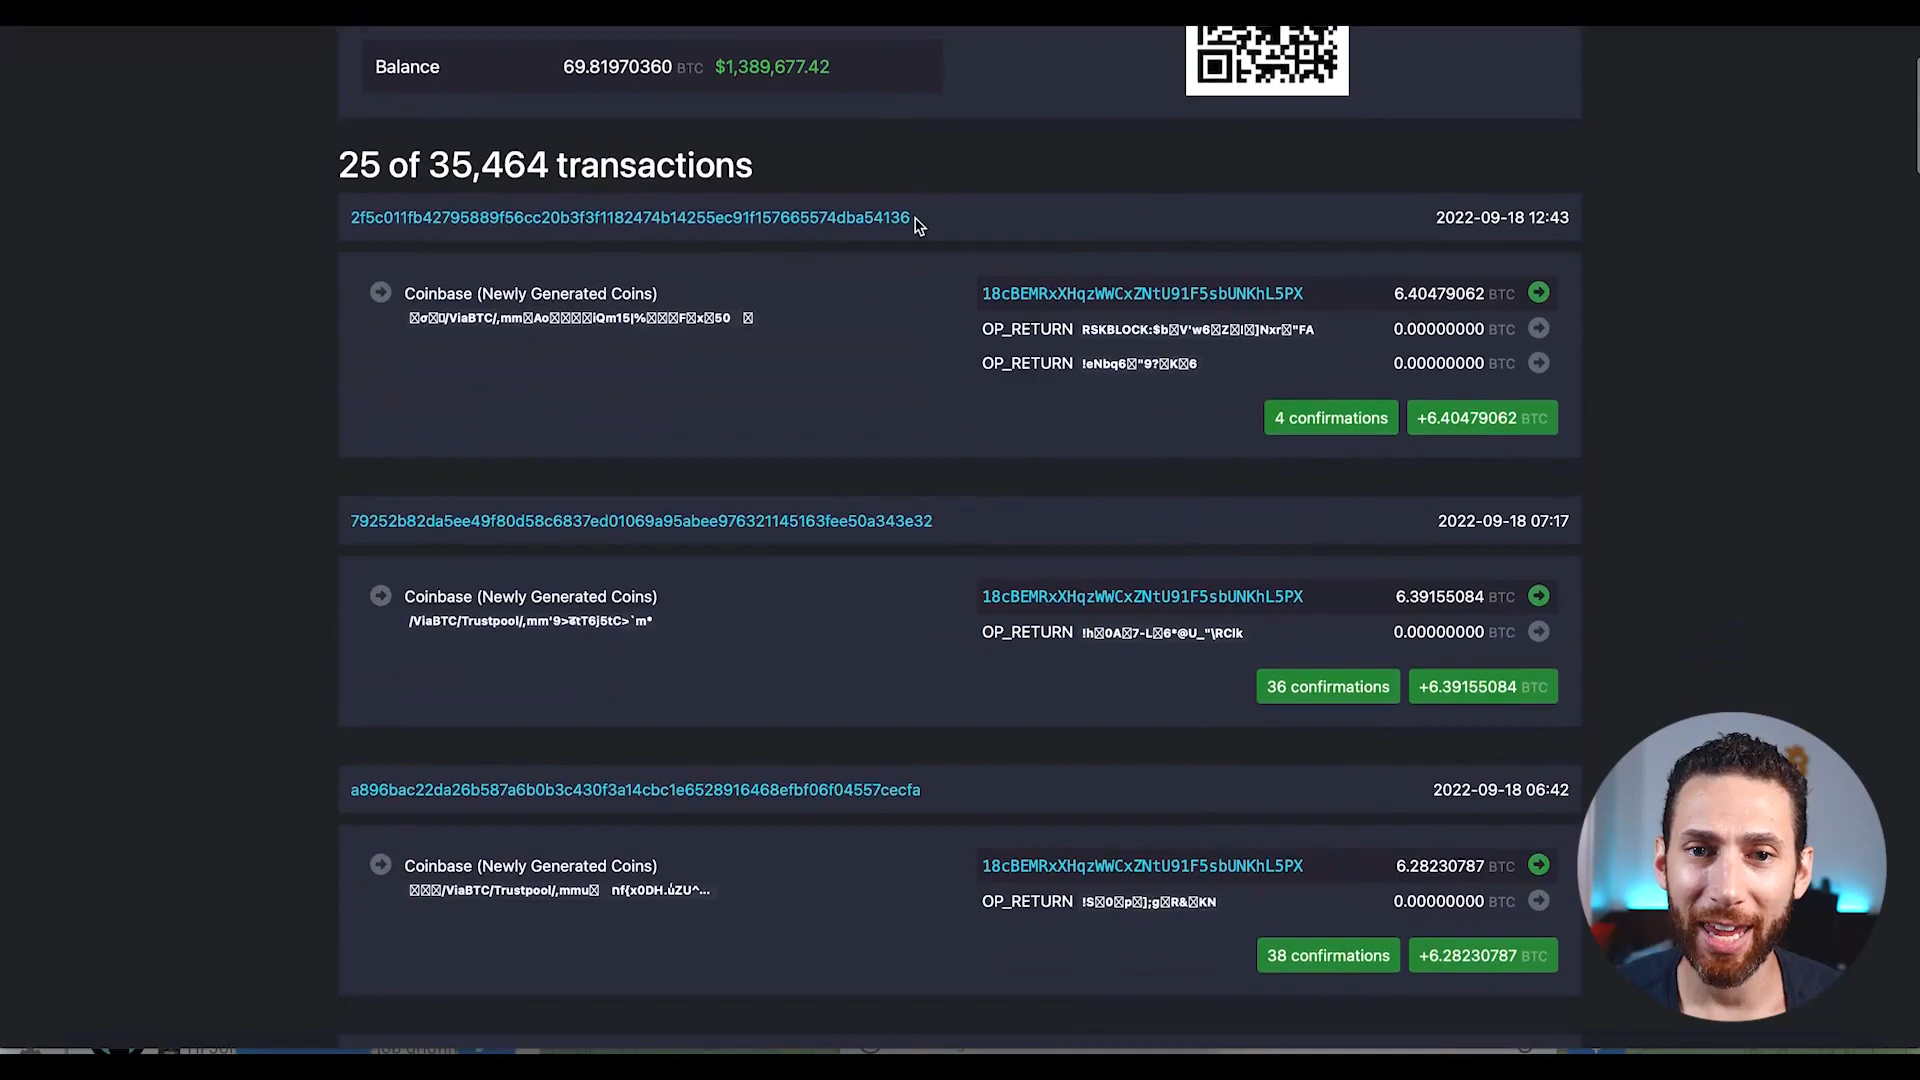 Balance 69.81970360 BTC $1,389,677.42
25 of 35,464 transactions
2f5c011fb42795889f56cc20b3f3f1182474b14255ec91f157665574dba54136 2022-09-18 12:43
Coinbase (Newly Generated Coins) 18cBEMRxXHqzWWCxZNtU91F5sbUNKhL5PX 6.40479062 BTC
OP_RETURN 0.00000000 BTC
OP_RETURN 0.00000000 BTC
4 confirmations +6.40479062 BTC
79252b82da5ee49f80d58c6837ed01069a95abee976321145163fee50a343e32 2022-09-18 07:17
Coinbase (Newly Generated Coins) 18cBEMRxXHqzWWCxZNtU91F5sbUNKhL5PX 6.39155084 BTC
OP_RETURN 0.00000000 BTC
36 confirmations +6.39155084 BTC
a896bac22da26b587a6b0b3c430f3a14cbc1e6528916468efbf06f04557cecfa 2022-09-18 06:42
Coinbase (Newly Generated Coins) 18cBEMRxXHqzWWCxZNtU91F5sbUNKhL5PX 6.28230787 BTC
OP_RETURN 0.00000000 BTC
38 confirmations +6.28230787 BTC